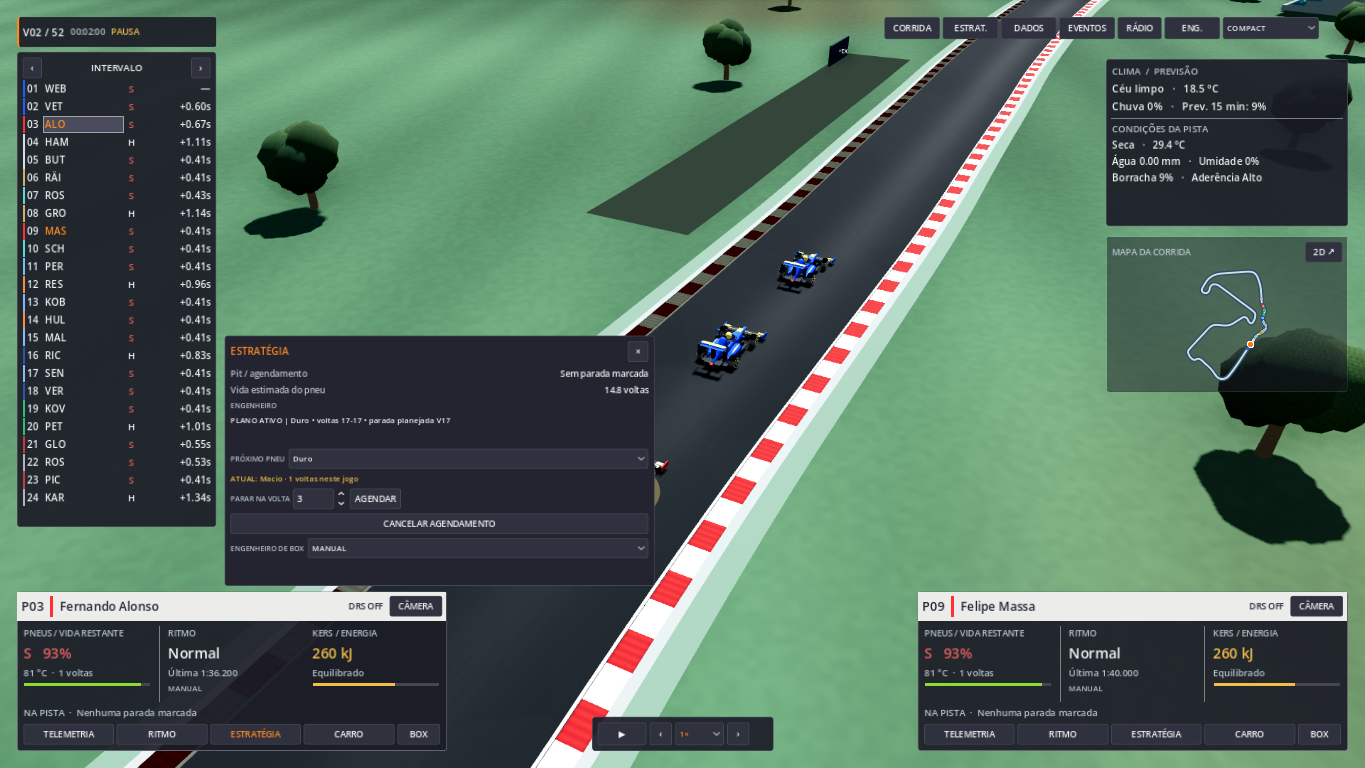 V02 / 52 00:02:00 PAUSA
CORRIDA ESTRAT. DADOS EVENTOS RÁDIO ENG. COMPACT
‹ INTERVALO ›
01 WEB S —
02 VET S +0.60s
03 ALO S +0.67s
04 HAM H +1.11s
05 BUT S +0.41s
06 RÄI S +0.41s
07 ROS S +0.43s
08 GRO H +1.14s
09 MAS S +0.41s
10 SCH S +0.41s
11 PER S +0.41s
12 RES H +0.96s
13 KOB S +0.41s
14 HUL S +0.41s
15 MAL S +0.41s
16 RIC H +0.83s
17 SEN S +0.41s
18 VER S +0.41s
19 KOV S +0.41s
20 PET H +1.01s
21 GLO S +0.55s
22 ROS S +0.53s
23 PIC S +0.41s
24 KAR H +1.34s
CLIMA / PREVISÃO
Céu limpo · 18.5 °C
Chuva 0% · Prev. 15 min: 9%
CONDIÇÕES DA PISTA
Seca · 29.4 °C
Água 0.00 mm · Umidade 0%
Borracha 9% · Aderência Alto
MAPA DA CORRIDA 2D ↗
ESTRATÉGIA ×
Pit / agendamento Sem parada marcada
Vida estimada do pneu 14.8 voltas
ENGENHEIRO
PLANO ATIVO | Duro • voltas 17-17 • parada planejada V17
PRÓXIMO PNEU Duro
ATUAL: Macio · 1 voltas neste jogo
PARAR NA VOLTA 3 AGENDAR
CANCELAR AGENDAMENTO
ENGENHEIRO DE BOX MANUAL
P03 Fernando Alonso DRS OFF CÂMERA
PNEUS / VIDA RESTANTE RITMO KERS / ENERGIA
S 93% Normal 260 kJ
81 °C · 1 voltas Última 1:36.200 Equilibrado
MANUAL
NA PISTA · Nenhuma parada marcada
TELEMETRIA RITMO ESTRATÉGIA CARRO BOX
▶ ‹ 1× ›
P09 Felipe Massa DRS OFF CÂMERA
PNEUS / VIDA RESTANTE RITMO KERS / ENERGIA
S 93% Normal 260 kJ
81 °C · 1 voltas Última 1:40.000 Equilibrado
MANUAL
NA PISTA · Nenhuma parada marcada
TELEMETRIA RITMO ESTRATÉGIA CARRO BOX